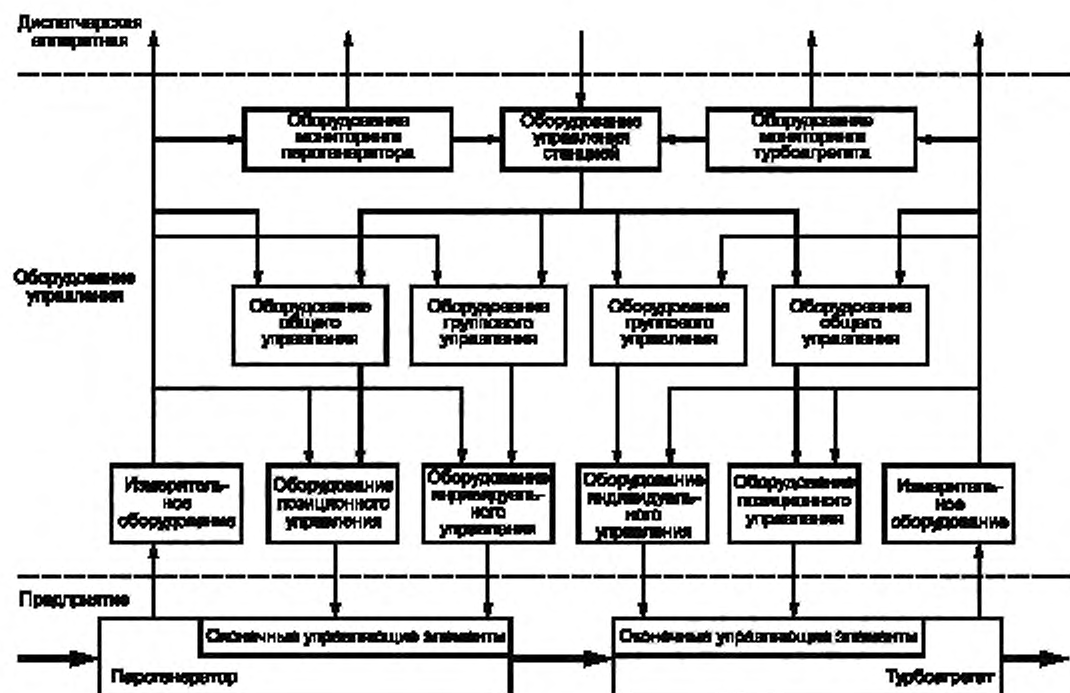 Диспетчерская
аппаратная
Оборудование
мониторинга
парогенератора
Оборудование
управления
станцией
Оборудование
мониторинга
турбоагрегата
Оборудование
управления
Оборудование
общего
управления
Оборудование
группового
управления
Оборудование
группового
управления
Оборудование
общего
управления
Измеритель-
ное
оборудование
Оборудование
позиционного
управления
Оборудование
индивидуаль-
ного
управления
Оборудование
индивидуаль-
ного
управления
Оборудование
позиционного
управления
Измеритель-
ное
оборудование
Предприятие
Оконечные управляющие элементы
Оконечные управляющие элементы
Парогенератор
Турбоагрегат